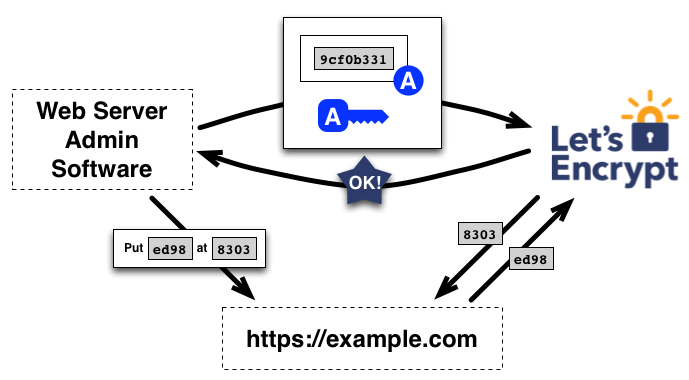 9cf0b331
A
A
Web Server
Admin
Software
Let's
Encrypt
OK!
Put ed98 at 8303
8303
ed98
https://example.com